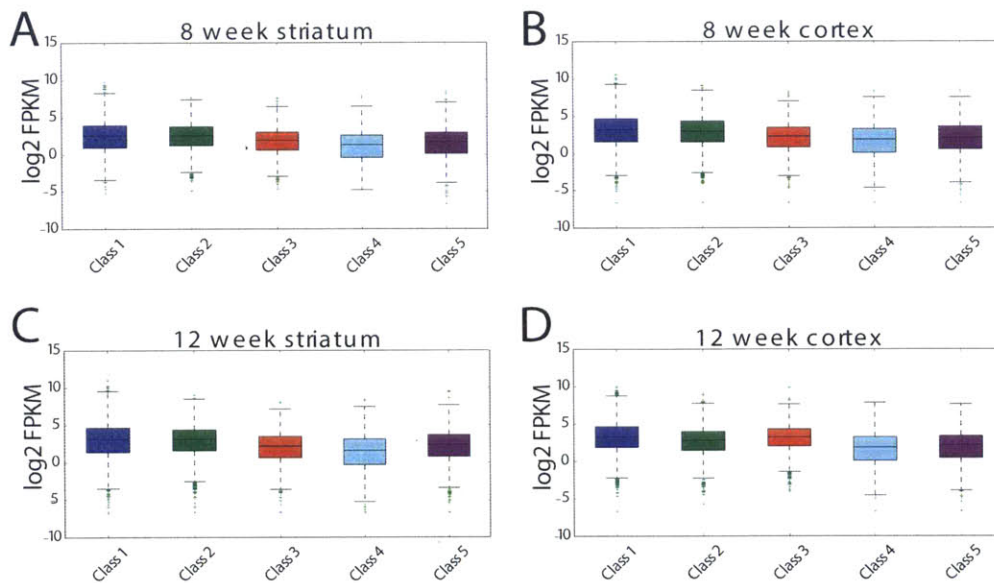 A
8 week striatum
log2 FPKM
15
10
5
0
-5
-10
Class 1
Class 2
Class 3
Class 4
Class 5
B
8 week cortex
log2 FPKM
15
10
5
0
-5
-10
Class 1
Class 2
Class 3
Class 4
Class 5
C
12 week striatum
log2 FPKM
15
10
5
0
5
-10
Class 1
Class 2
Class 3
Class 4
Class 5
D
12 week cortex
log2 FPKM
15
10
5
0
-5
-10
Class 1
Class 2
Class 3
Class 4
Class 5